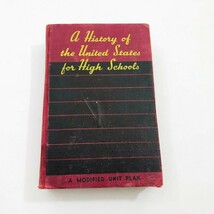 A History
of the
United States
for High Schools
A MODIFIED UNIT PLAN